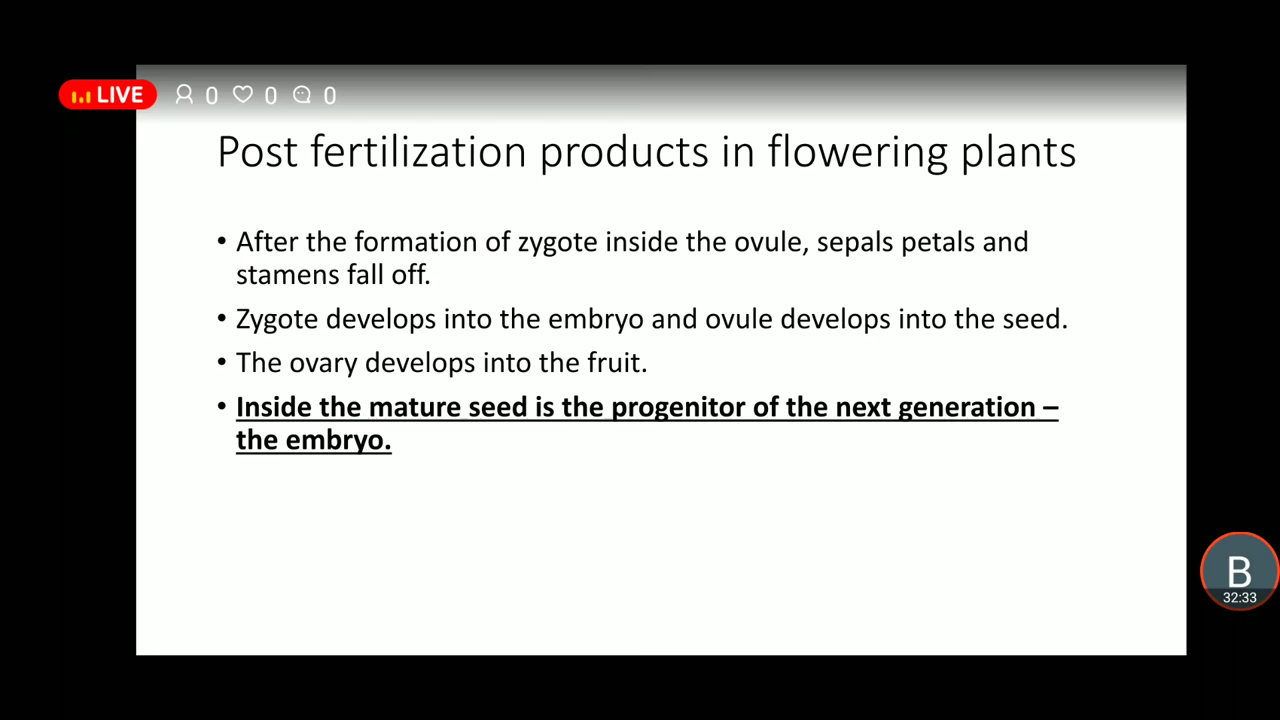 LIVE 0 0 0
Post fertilization products in flowering plants
• After the formation of zygote inside the ovule, sepals petals and
stamens fall off.
• Zygote develops into the embryo and ovule develops into the seed.
• The ovary develops into the fruit.
• Inside the mature seed is the progenitor of the next generation –
the embryo.
B
32:33